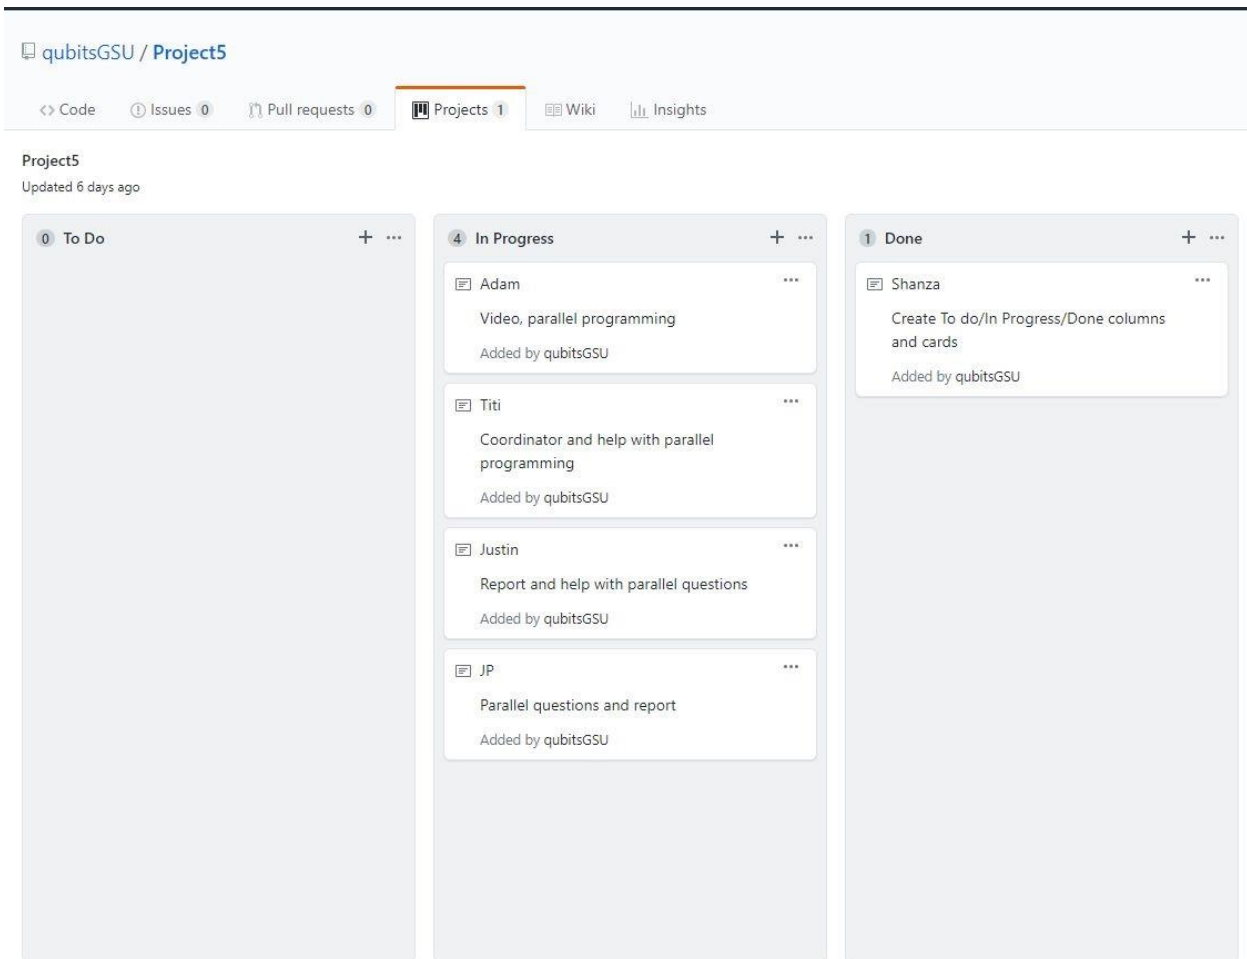 qubitsGSU / Project5
Code Issues 0 Pull requests 0 Projects 1 Wiki Insights
Project5
Updated 6 days ago
0 To Do
4 In Progress
Adam
Video, parallel programming
Added by qubitsGSU
Titi
Coordinator and help with parallel
programming
Added by qubitsGSU
Justin
Report and help with parallel questions
Added by qubitsGSU
JP
Parallel questions and report
Added by qubitsGSU
1 Done
Shanza
Create To do/In Progress/Done columns
and cards
Added by qubitsGSU